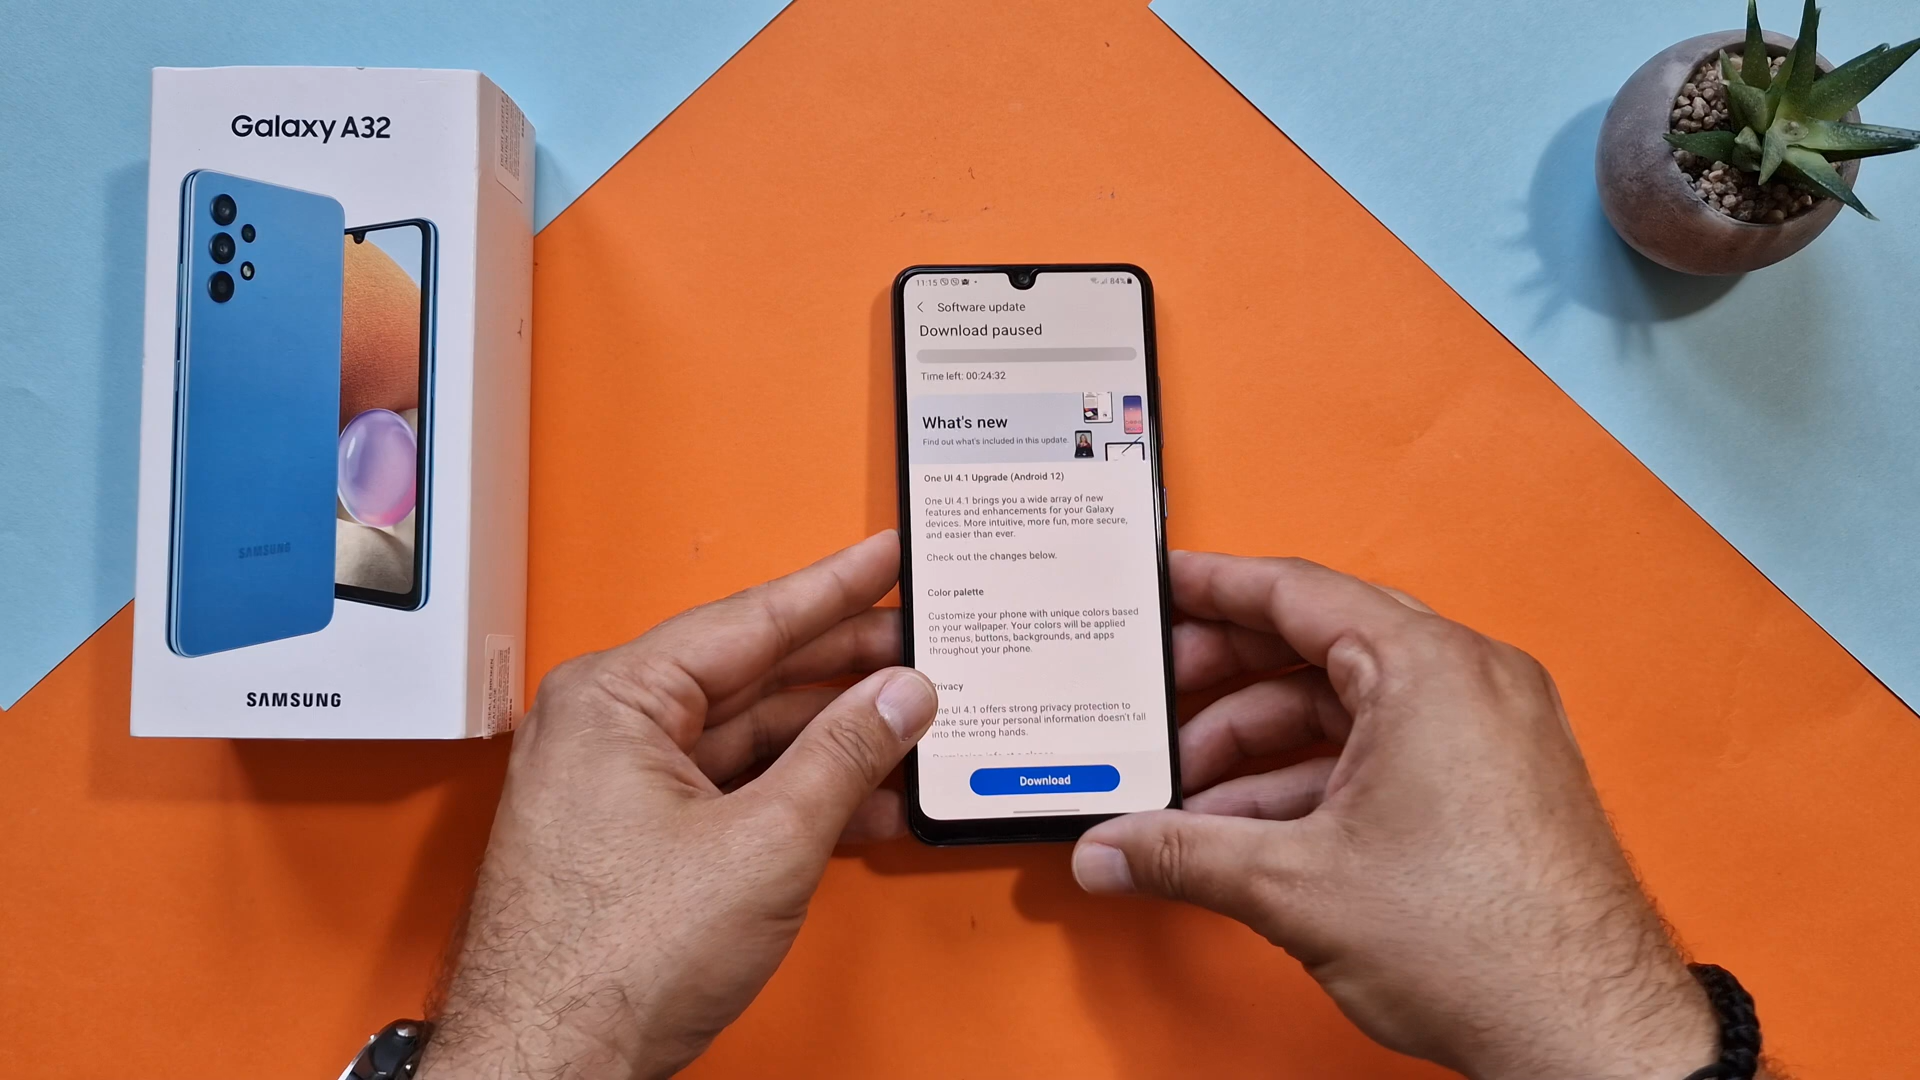 Galaxy A32
SAMSUNG
SAMSUNG
11:15
84%
Software update
Download paused
Time left: 00:24:32
What's new
Find out what's included in this update.
One UI 4.1 Upgrade (Android 12)
One UI 4.1 brings you a wide array of new
features and enhancements for your Galaxy
devices. More intuitive, more fun, more secure,
and easier than ever.
Check out the changes below.
Color palette
Customize your phone with unique colors based
on your wallpaper. Your colors will be applied
to menus, buttons, backgrounds, and apps
throughout your phone.
Privacy
One UI 4.1 offers strong privacy protection to
make sure your personal information doesn't fall
into the wrong hands.
Download